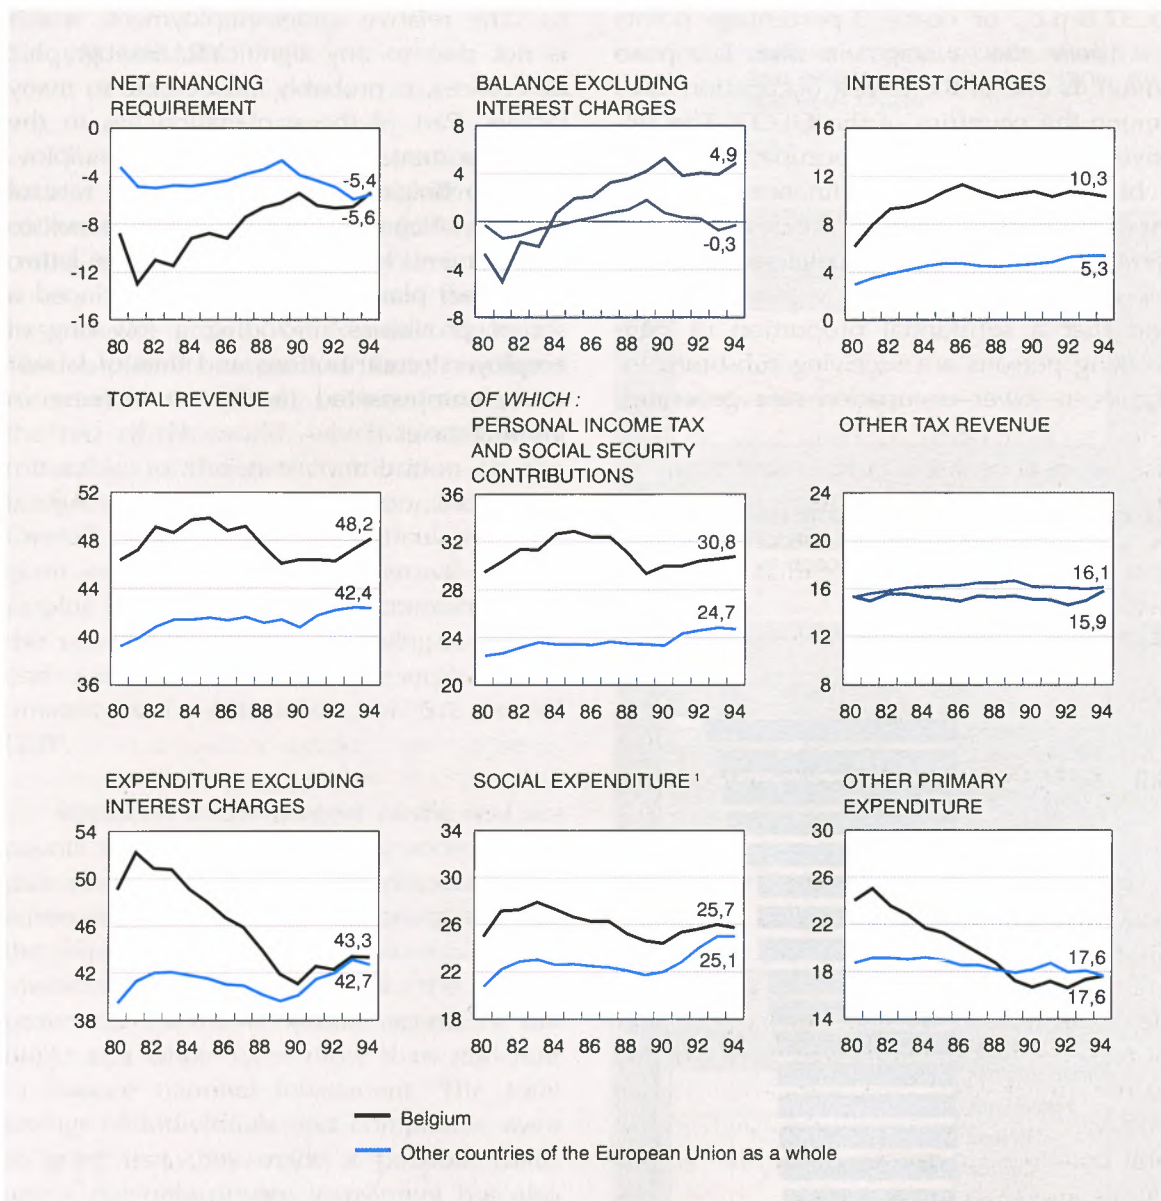 NET FINANCING
REQUIREMENT
0
-4
-8
-12
-16
-5,4
-5,6
80 82 84 86 88 90 92 94
BALANCE EXCLUDING
INTEREST CHARGES
8
4
0
-4
-8
4,9
-0,3
80 82 84 86 88 90 92 94
INTEREST CHARGES
16
12
8
4
0
10,3
5,3
80 82 84 86 88 90 92 94
TOTAL REVENUE
52
48
44
40
36
48,2
42,4
80 82 84 86 88 90 92 94
OF WHICH :
PERSONAL INCOME TAX
AND SOCIAL SECURITY
CONTRIBUTIONS
36
32
28
24
20
30,8
24,7
80 82 84 86 88 90 92 94
OTHER TAX REVENUE
24
20
16
12
8
16,1
15,9
80 82 84 86 88 90 92 94
EXPENDITURE EXCLUDING
INTEREST CHARGES
54
50
46
42
38
43,3
42,7
80 82 84 86 88 90 92 94
SOCIAL EXPENDITURE ¹
34
30
26
22
18
25,7
25,1
80 82 84 86 88 90 92 94
OTHER PRIMARY
EXPENDITURE
30
26
22
18
14
17,6
17,6
80 82 84 86 88 90 92 94
Belgium
Other countries of the European Union as a whole